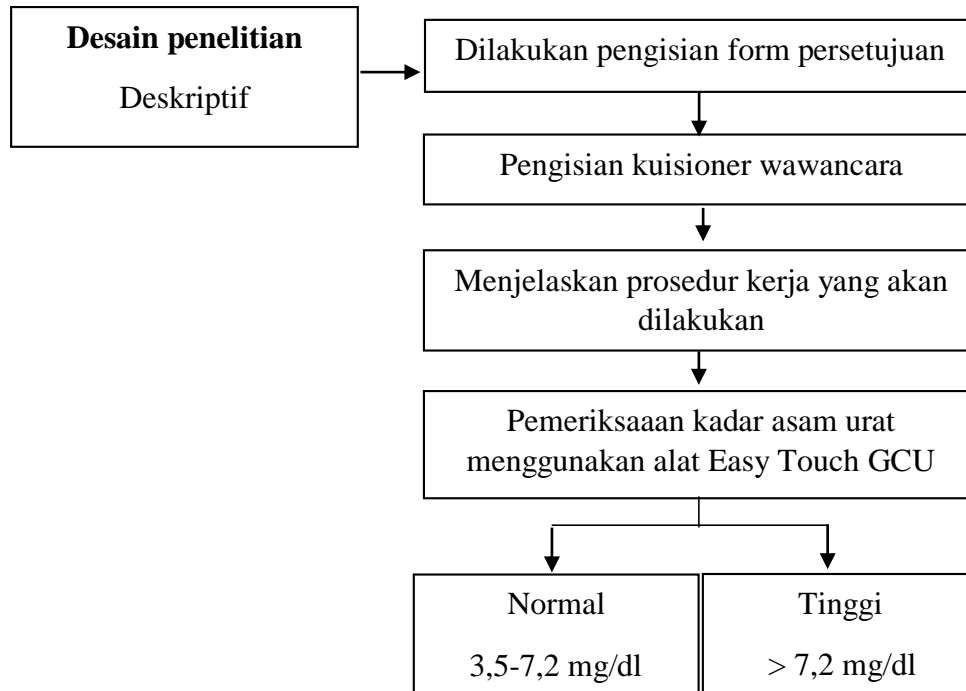 Desain penelitian
Deskriptif
Dilakukan pengisian form persetujuan
Pengisian kuisioner wawancara
Menjelaskan prosedur kerja yang akan
dilakukan
Pemeriksaaan kadar asam urat
menggunakan alat Easy Touch GCU
Normal
3,5-7,2 mg/dl
Tinggi
> 7,2 mg/dl